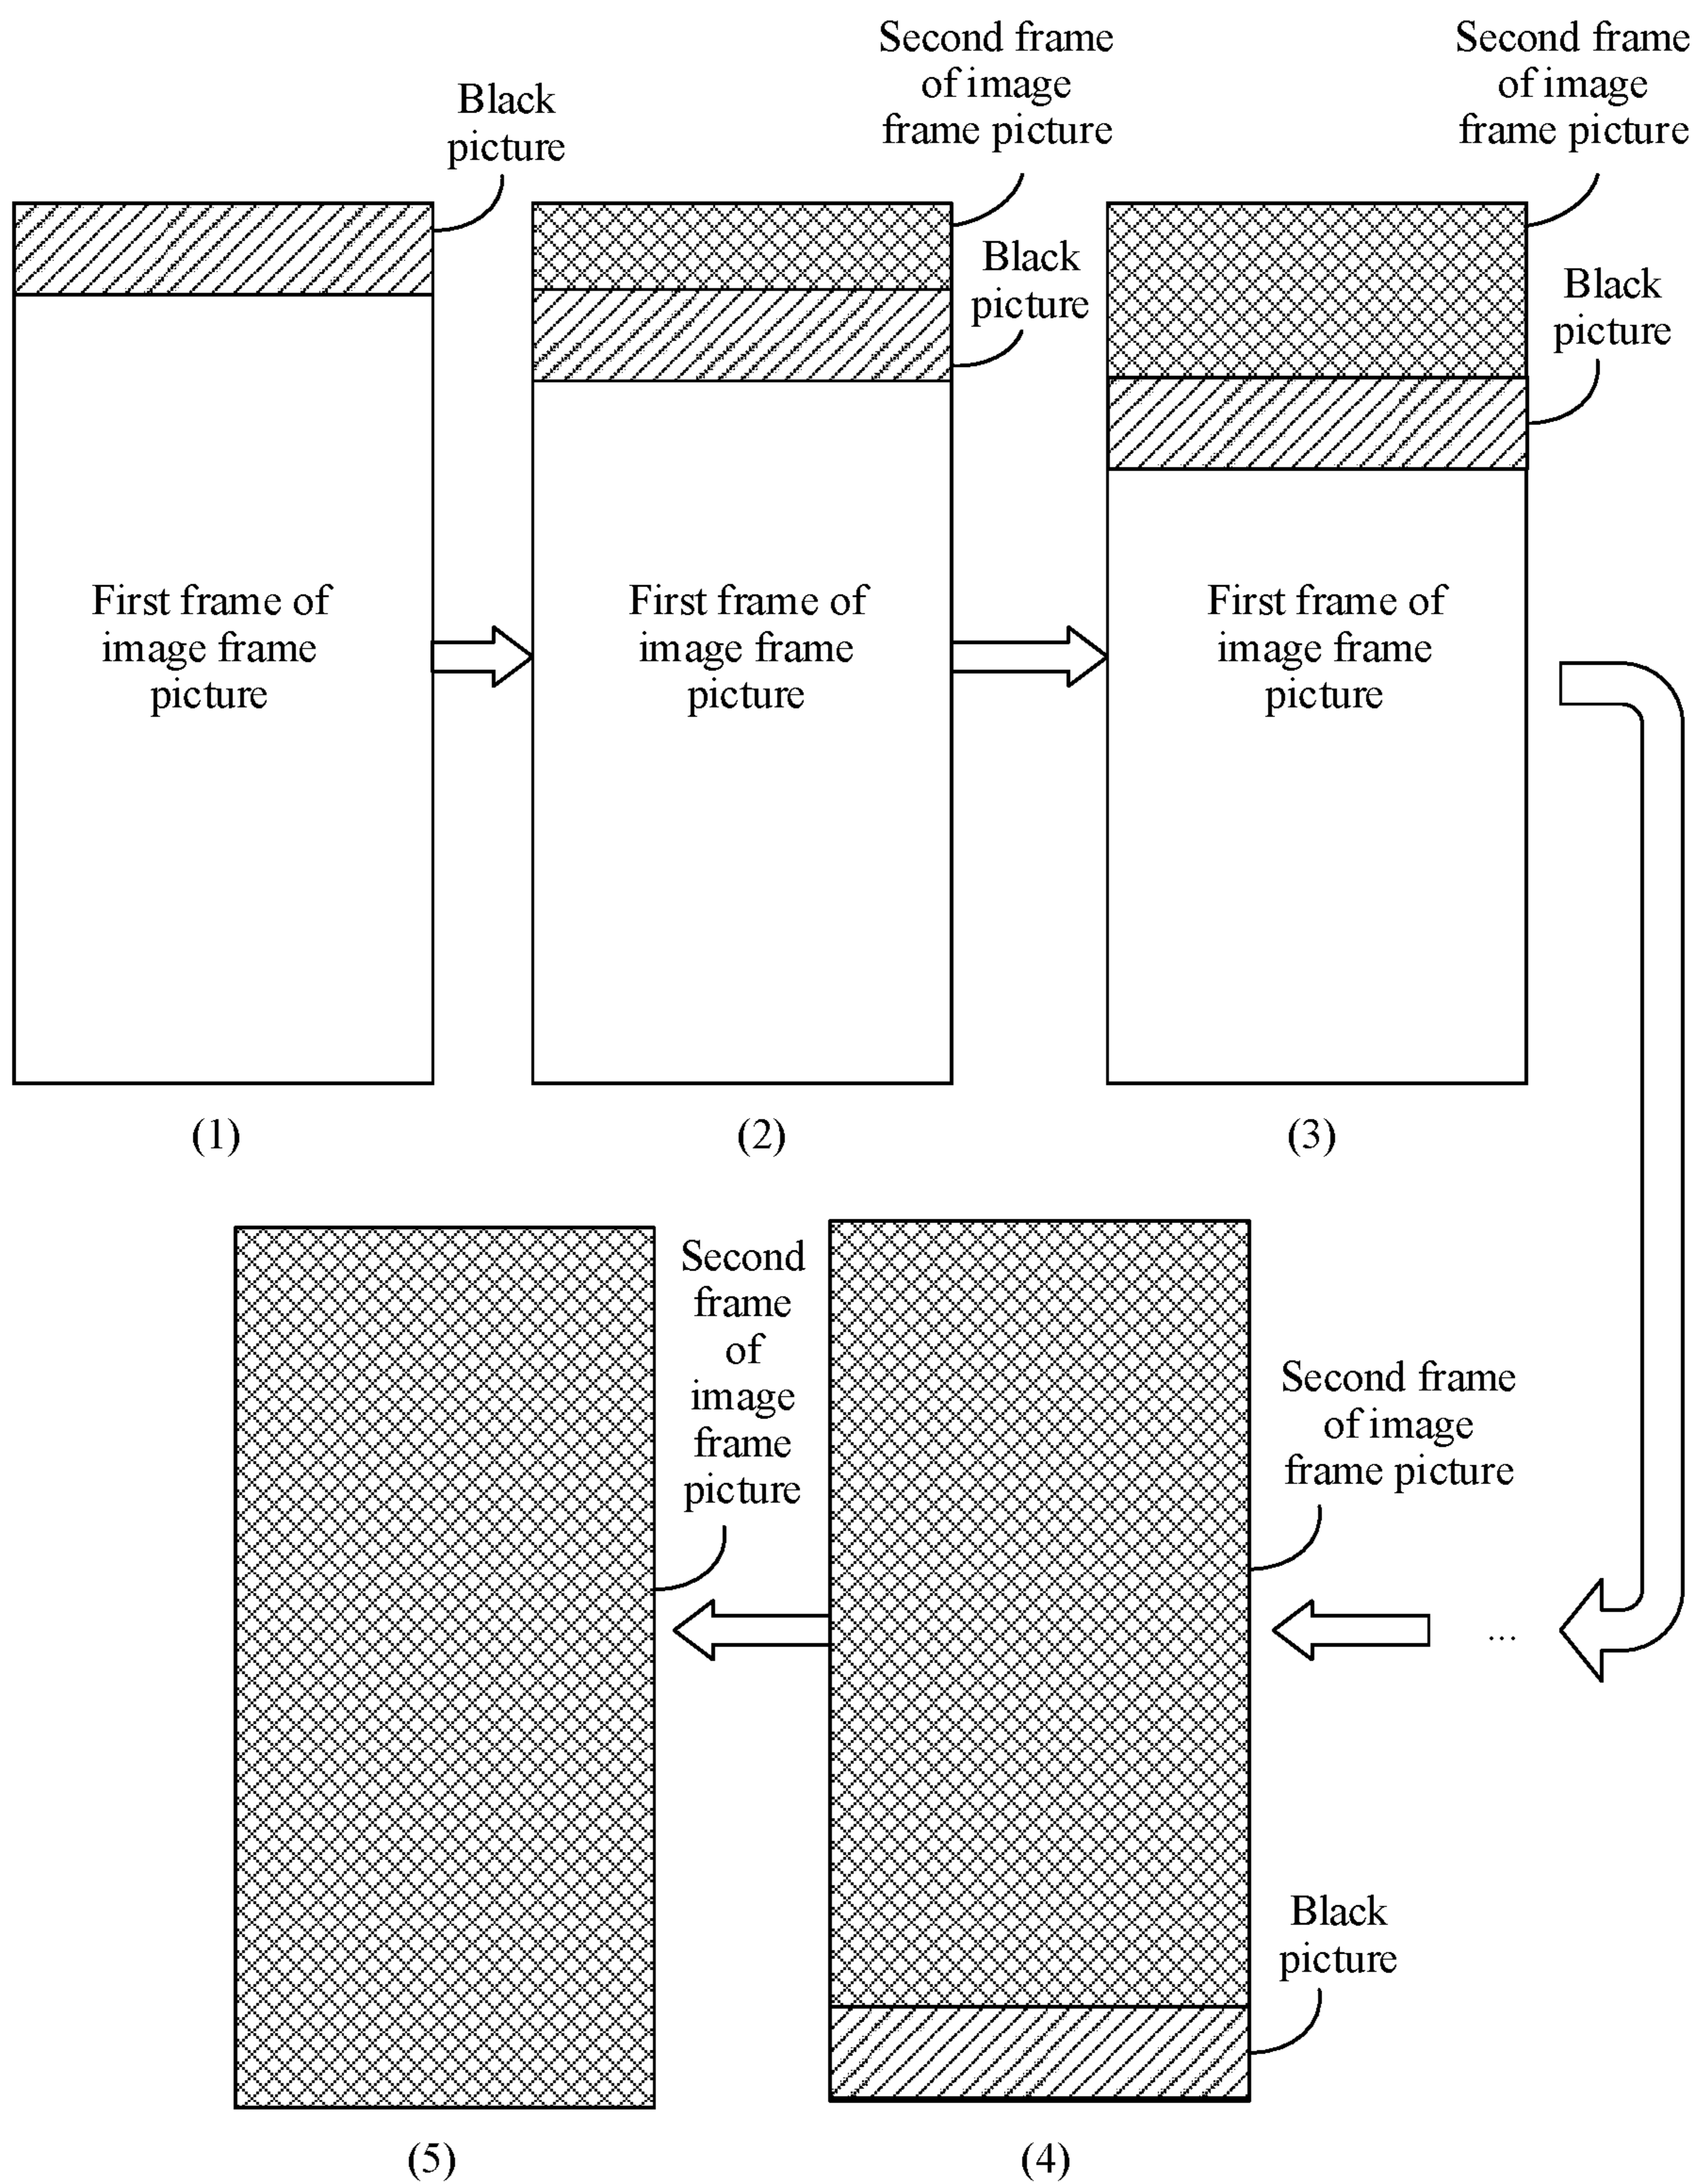 Black
picture
Second frame
of image
frame picture
Black
picture
Second frame
of image
frame picture
Black
picture
First frame of
image frame
picture
First frame of
image frame
picture
First frame of
image frame
picture
(1)
(2)
(3)
Second
frame
of
image
frame
picture
Second frame
of image
frame picture
...
Black
picture
(5)
(4)